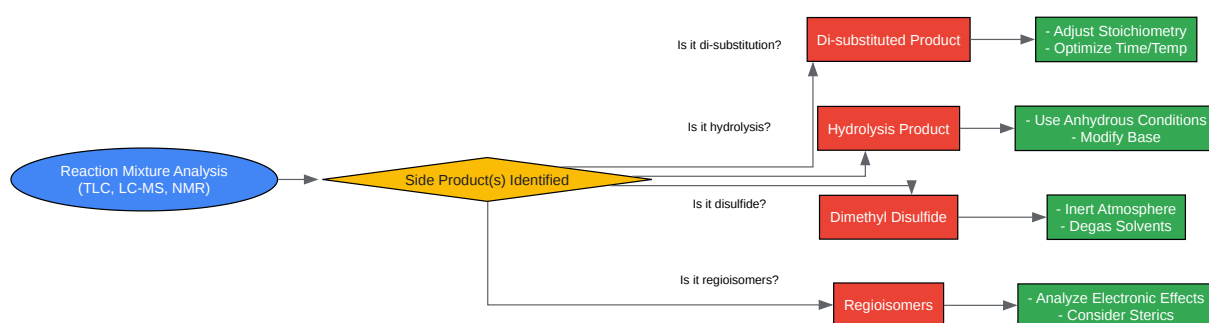 Is it di-substitution?
Di-substituted Product
- Adjust Stoichiometry
- Optimize Time/Temp
Is it hydrolysis?
Hydrolysis Product
- Use Anhydrous Conditions
- Modify Base
Reaction Mixture Analysis
(TLC, LC-MS, NMR)
Side Product(s) Identified
Is it disulfide?
Dimethyl Disulfide
- Inert Atmosphere
- Degas Solvents
Is it regioisomers?
Regioisomers
- Analyze Electronic Effects
- Consider Sterics